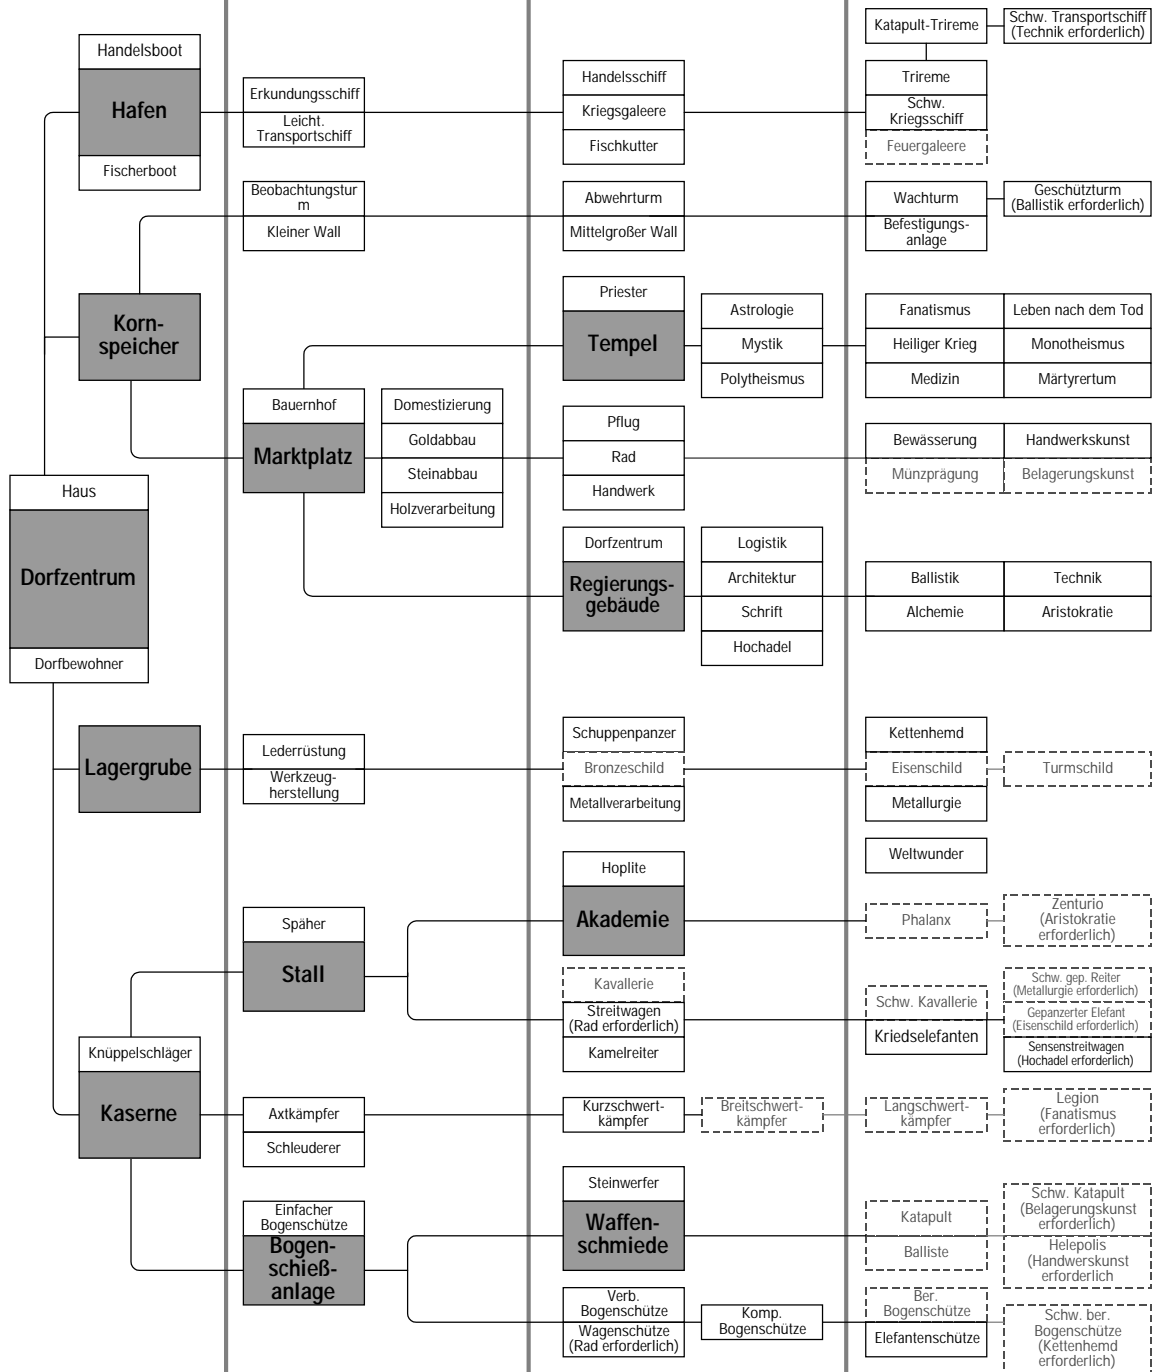 Handelsboot
Hafen
Fischerboot
Erkundungsschiff
Leicht.
Transportschiff
Handelsschiff
Kriegsgaleere
Fischkutter
Katapult-Trireme
Schw. Transportschiff
(Technik erforderlich)
Trireme
Schw.
Kriegsschiff
Feuergaleere
Beobachtungstur
m
Kleiner Wall
Abwehrturm
Mittelgroßer Wall
Wachturm
Befestigungs-
anlage
Geschützturm
(Ballistik erforderlich)
Korn-
speicher
Priester
Tempel
Astrologie
Mystik
Polytheismus
Fanatismus
Leben nach dem Tod
Heiliger Krieg
Monotheismus
Medizin
Märtyrertum
Bauernhof
Marktplatz
Domestizierung
Goldabbau
Steinabbau
Holzverarbeitung
Pflug
Rad
Handwerk
Bewässerung
Handwerkskunst
Münzprägung
Belagerungskunst
Haus
Dorfzentrum
Dorfbewohner
Dorfzentrum
Regierungs-
gebäude
Logistik
Architektur
Schrift
Hochadel
Ballistik
Technik
Alchemie
Aristokratie
Lagergrube
Lederrüstung
Werkzeug-
herstellung
Schuppenpanzer
Bronzeschild
Metallverarbeitung
Kettenhemd
Eisenschild
Turmschild
Metallurgie
Weltwunder
Späher
Stall
Hoplite
Akademie
Phalanx
Zenturio
(Aristokratie
erforderlich)
Kavallerie
Streitwagen
(Rad erforderlich)
Kamelreiter
Schw. Kavallerie
Kriedselefanten
Schw. gep. Reiter
(Metallurgie erforderlich)
Gepanzerter Elefant
(Eisenschild erforderlich)
Sensenstreitwagen
(Hochadel erforderlich)
Knüppelschläger
Kaserne
Axtkämpfer
Schleuderer
Kurzschwert-
kämpfer
Breitschwert-
kämpfer
Langschwert-
kämpfer
Legion
(Fanatismus
erforderlich)
Einfacher
Bogenschütze
Bogen-
schieß-
anlage
Steinwerfer
Waffen-
schmiede
Katapult
Balliste
Schw. Katapult
(Belagerungskunst
erforderlich)
Helepolis
(Handwerskunst
erforderlich
Verb.
Bogenschütze
Wagenschütze
(Rad erforderlich)
Komp.
Bogenschütze
Ber.
Bogenschütze
Elefantenschütze
Schw. ber.
Bogenschütze
(Kettenhemd
erforderlich)